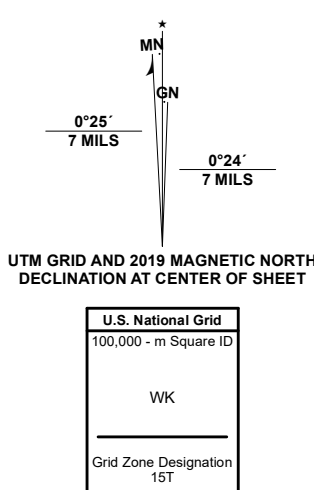 MN
GN
0°25´
7 MILS
0°24´
7 MILS
UTM GRID AND 2019 MAGNETIC NORTH
DECLINATION AT CENTER OF SHEET
U.S. National Grid
100,000 - m Square ID
WK
Grid Zone Designation
15T